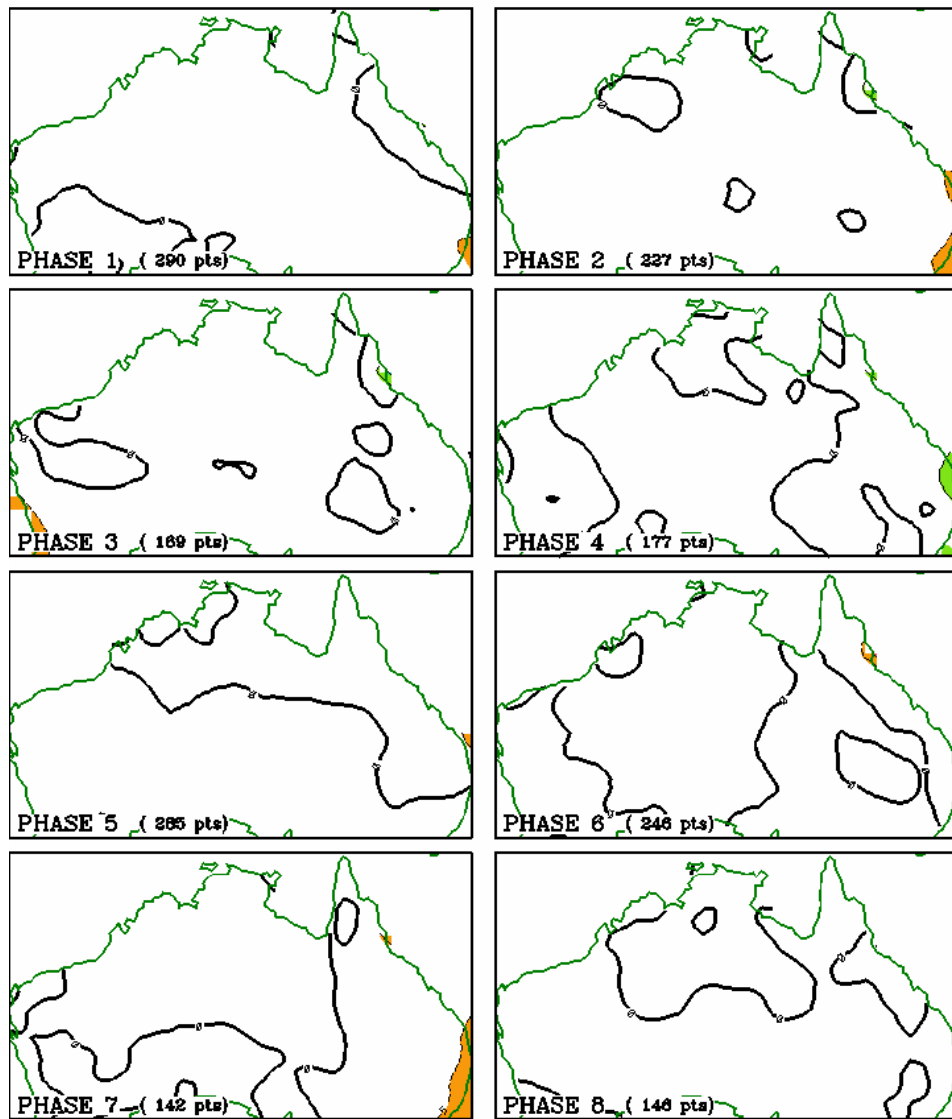 PHASE 1 ( 290 pts)
PHASE 2 ( 227 pts)
PHASE 3 ( 169 pts)
PHASE 4 ( 177 pts)
PHASE 5 ( 265 pts)
PHASE 6 ( 246 pts)
PHASE 7 ( 142 pts)
PHASE 8 ( 146 pts)